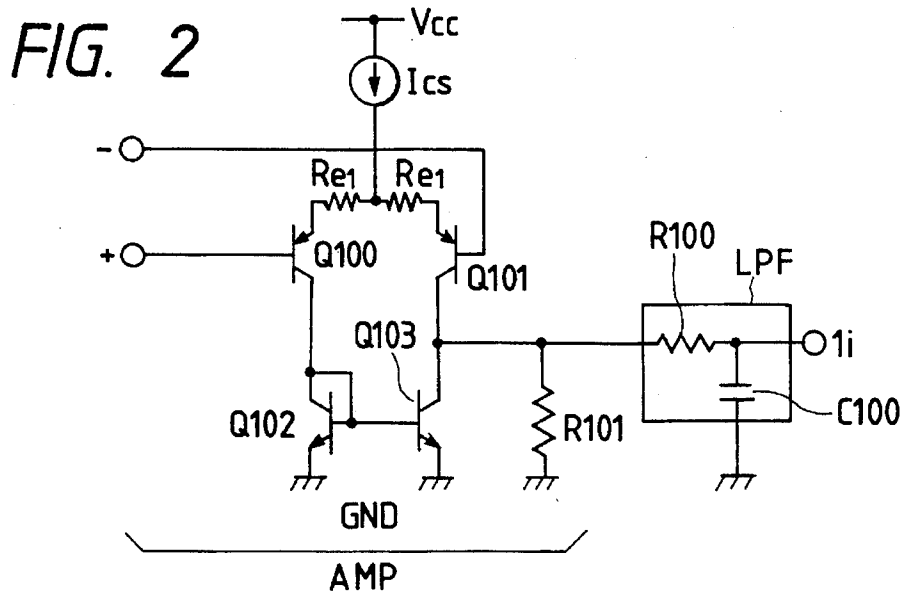 FIG. 2
Vcc
Ics
-
Re1 Re1
+
Q100
Q101
R100
LPF
Q103
1i
Q102
R101
C100
GND
AMP